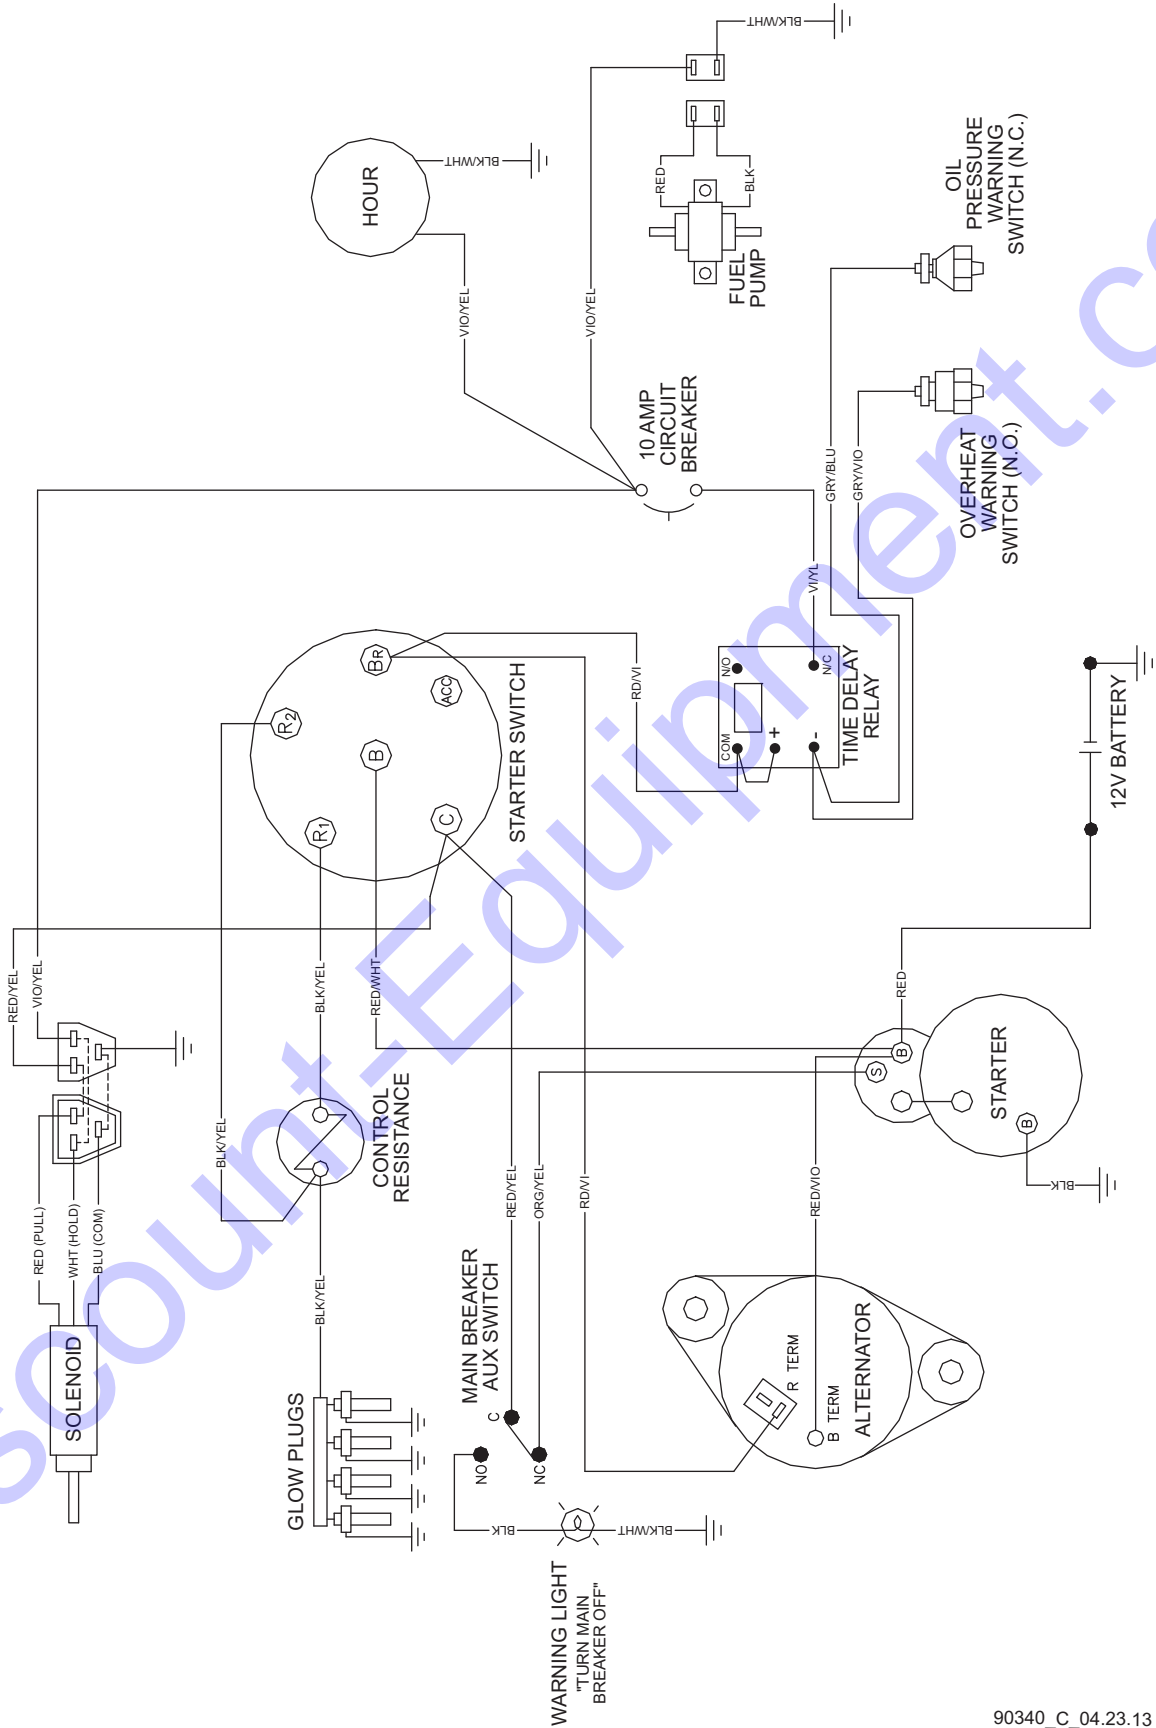 RED (PULL)
WHT (HOLD)
BLU (COM)
SOLENOID
RED/YEL
VIO/YEL
BLK/YEL
BLK/YEL
BLK/YEL
GLOW PLUGS
CONTROL
RESISTANCE
R1
R2
B
BR
ACC
C
STARTER SWITCH
RED/WHT
HOUR
VIO/YEL
BLK/WHT
VIO/YEL
BLK/WHT
RED
BLK
FUEL
PUMP
10 AMP
CIRCUIT
BREAKER
OIL
PRESSURE
WARNING
SWITCH (N.C.)
OVERHEAT
WARNING
SWITCH (N.O.)
GRY/BLU
GRY/VIO
VI/YL
RD/VI
COM
N/O
+
-
N/C
TIME DELAY
RELAY
12V BATTERY
RED
B
S
STARTER
B
BLK
MAIN BREAKER
AUX SWITCH
C
NO
NC
RED/YEL
ORG/YEL
RD/VI
RED/VIO
BLK
BLK/WHT
WARNING LIGHT
"TURN MAIN
BREAKER OFF"
R TERM
B TERM
ALTERNATOR
scount-Equipment.c
90340_C_04.23.13